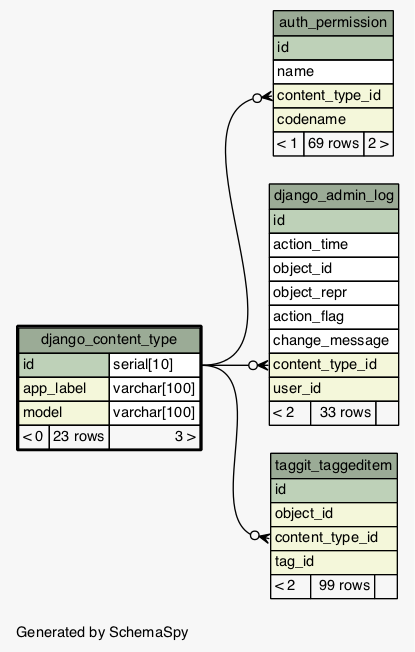 auth_permission
id
name
content_type_id
codename
< 1 69 rows 2 >
django_admin_log
id
action_time
object_id
object_repr
action_flag
change_message
content_type_id
user_id
< 2 33 rows
django_content_type
id serial[10]
app_label varchar[100]
model varchar[100]
< 0 23 rows 3 >
taggit_taggeditem
id
object_id
content_type_id
tag_id
< 2 99 rows
Generated by SchemaSpy